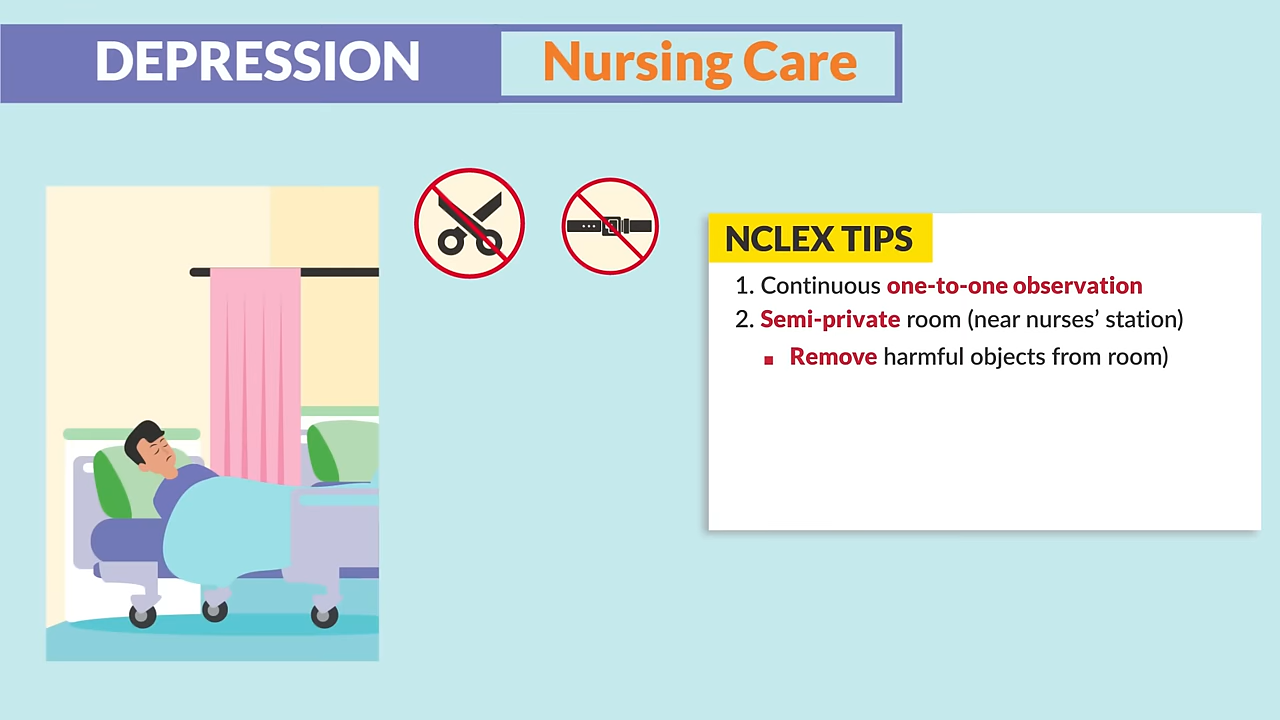 DEPRESSION
Nursing Care
NCLEX TIPS
1. Continuous one-to-one observation
2. Semi-private room (near nurses’ station)
▪ Remove harmful objects from room)